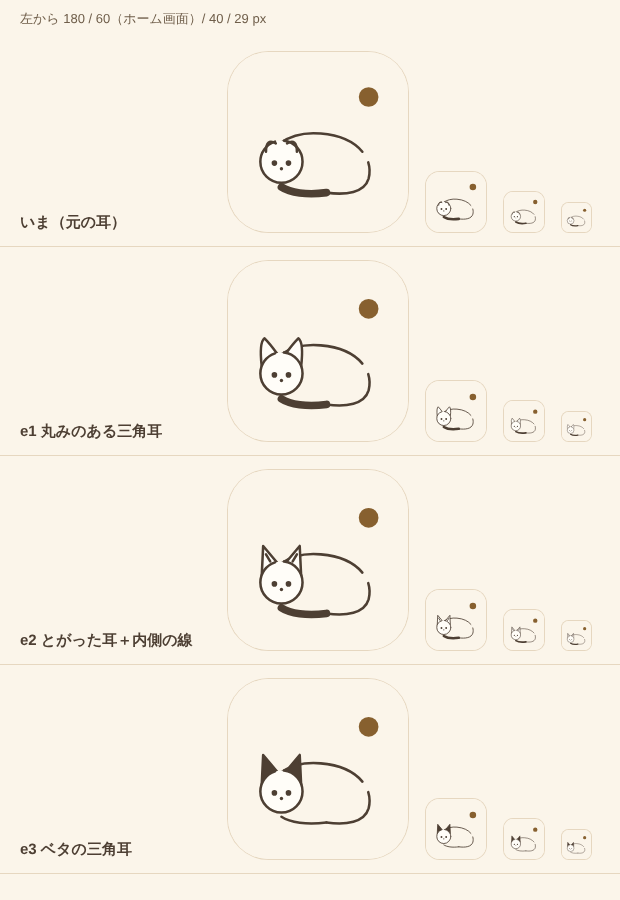 左から 180 / 60（ホーム画面）/ 40 / 29 px
いま（元の耳）
e1 丸みのある三角耳
e2 とがった耳＋内側の線
e3 ベタの三角耳